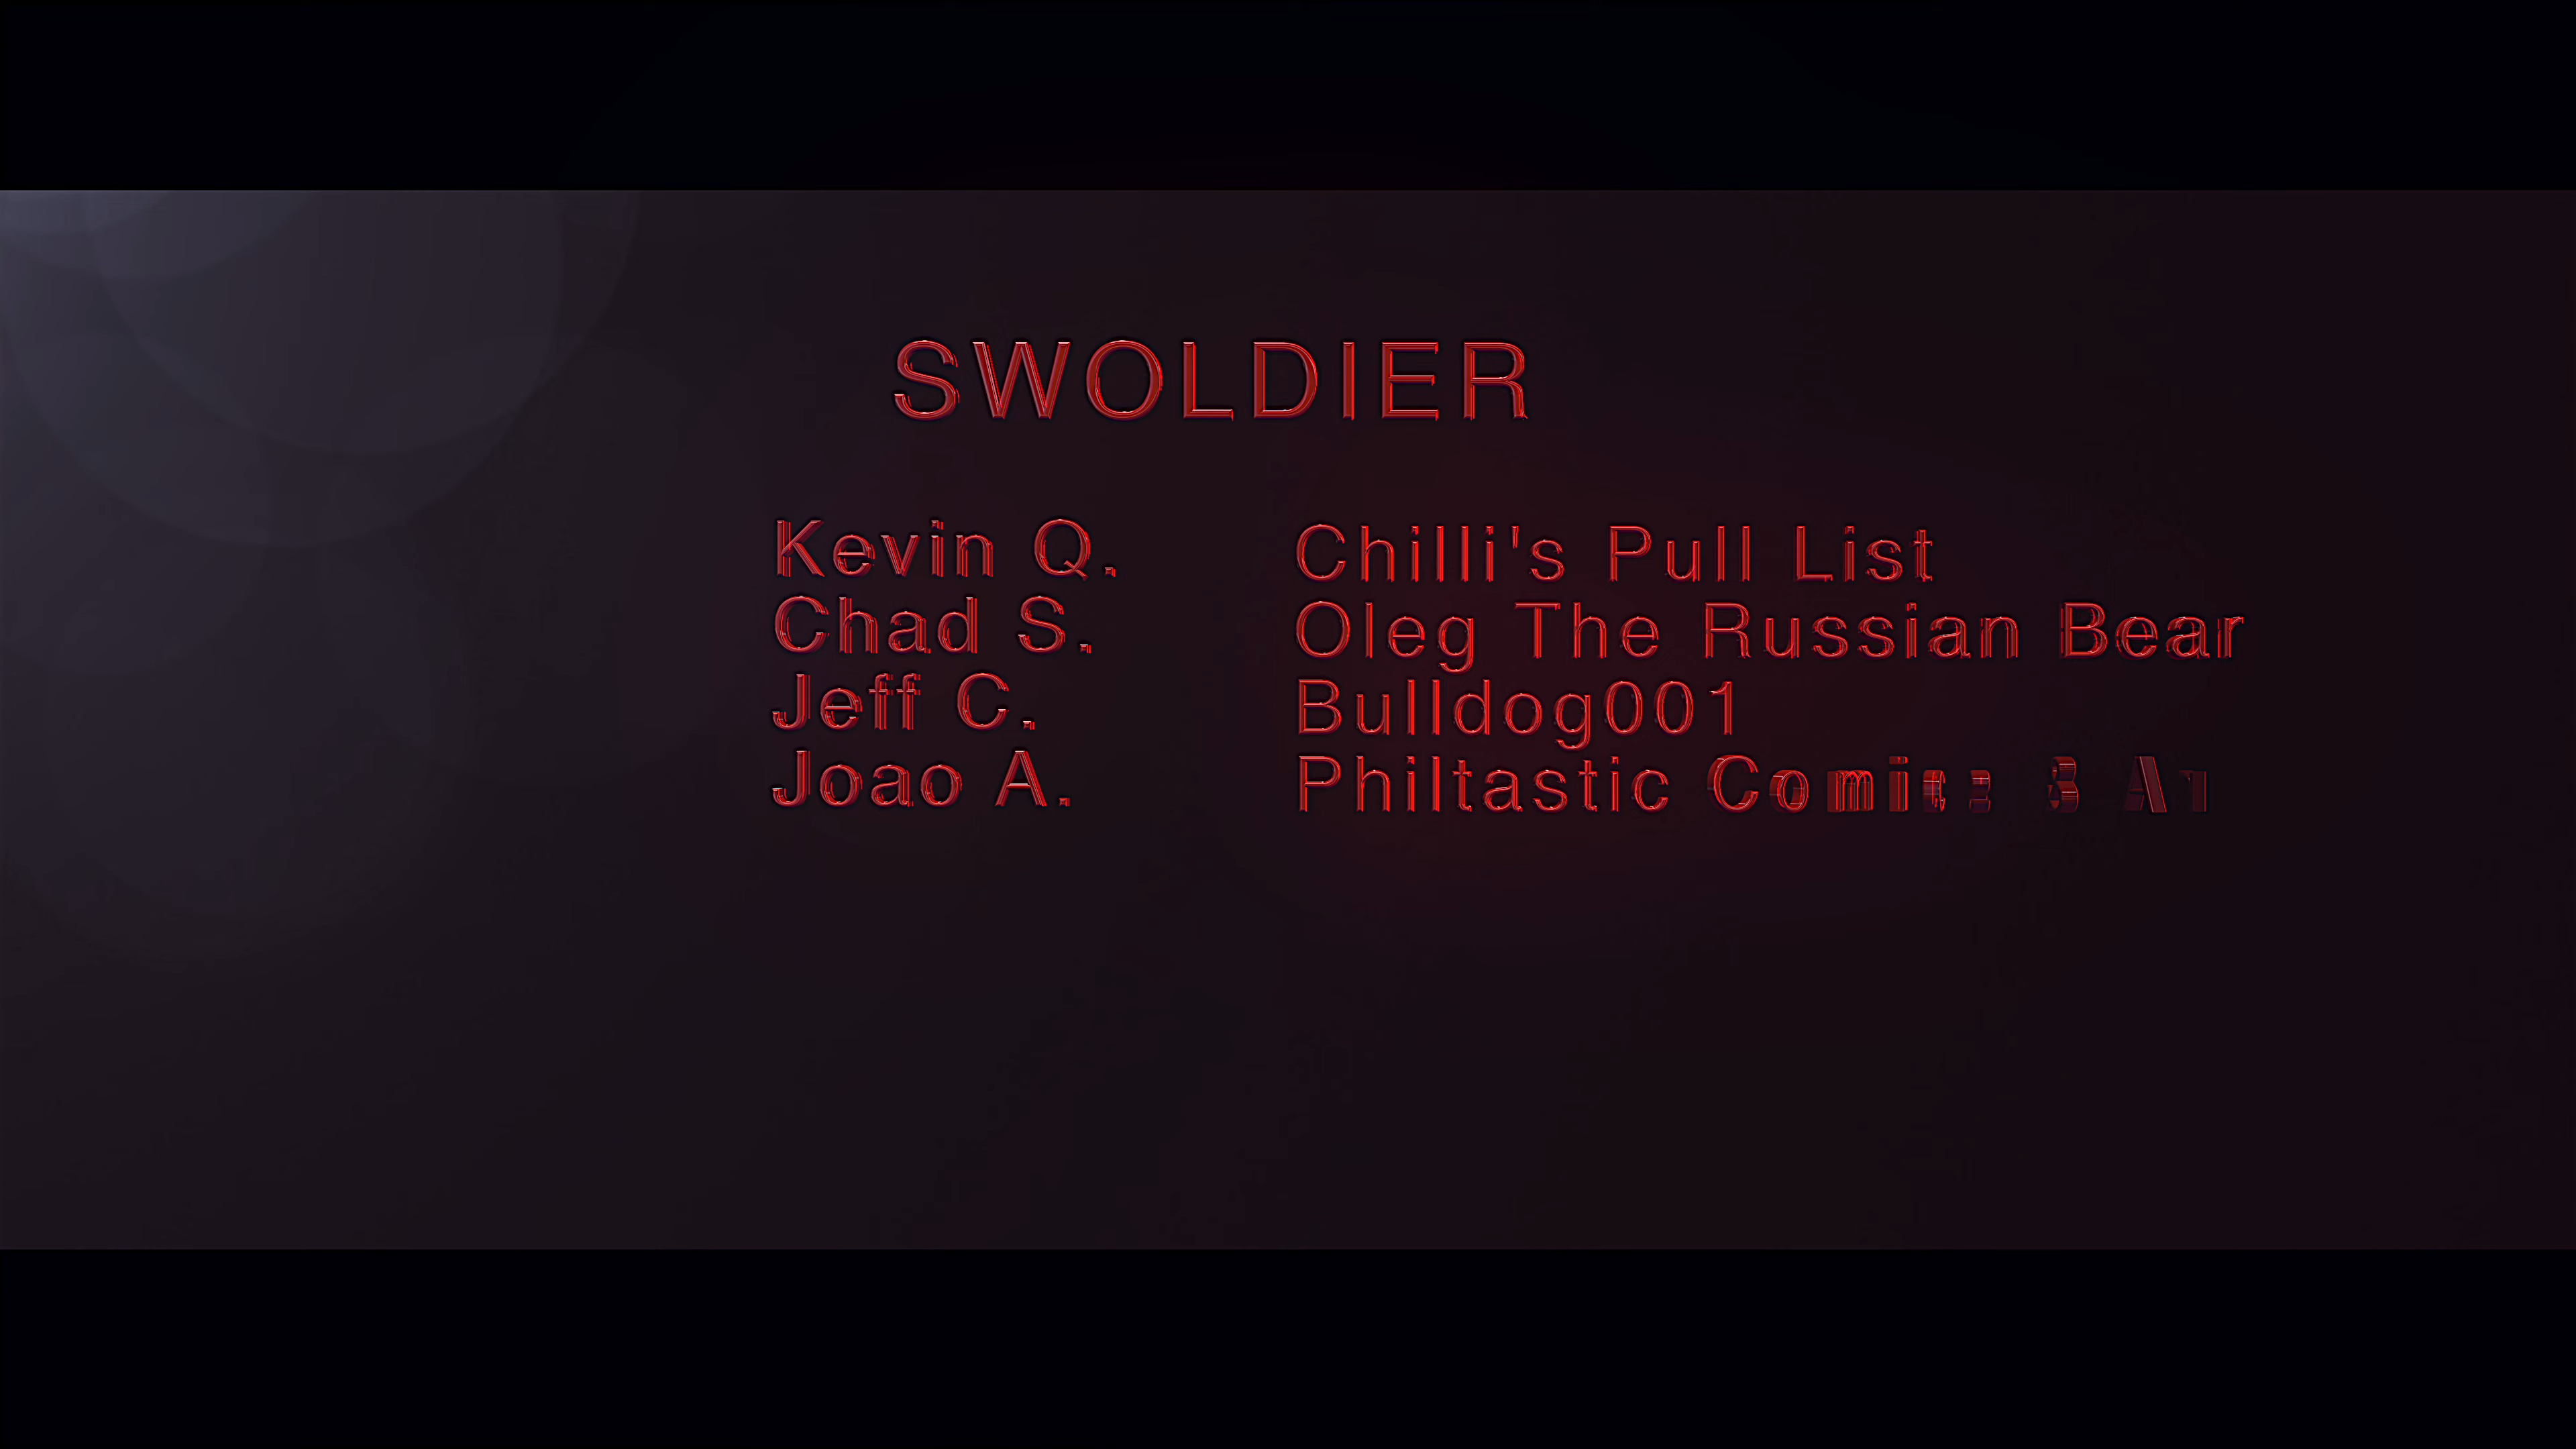 SWOLDIER
Kevin Q.
Chad S.
Jeff C.
Joao A.
Chilli's Pull List
Oleg The Russian Bear
Bulldog001
Philtastic